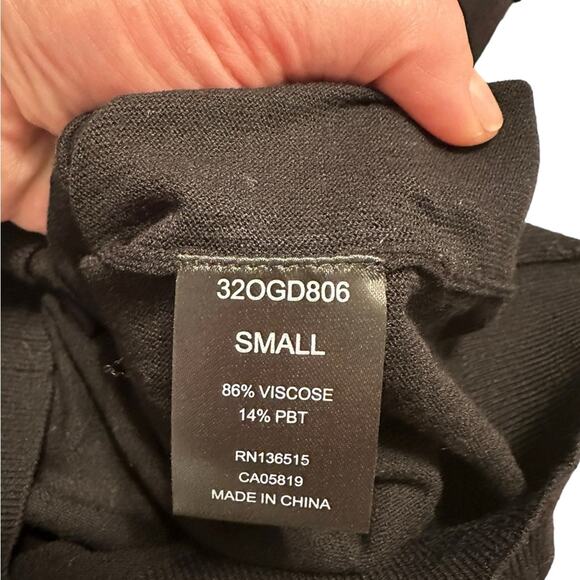 32OGD806
SMALL
86% VISCOSE
14% PBT
RN136515
CA05819
MADE IN CHINA